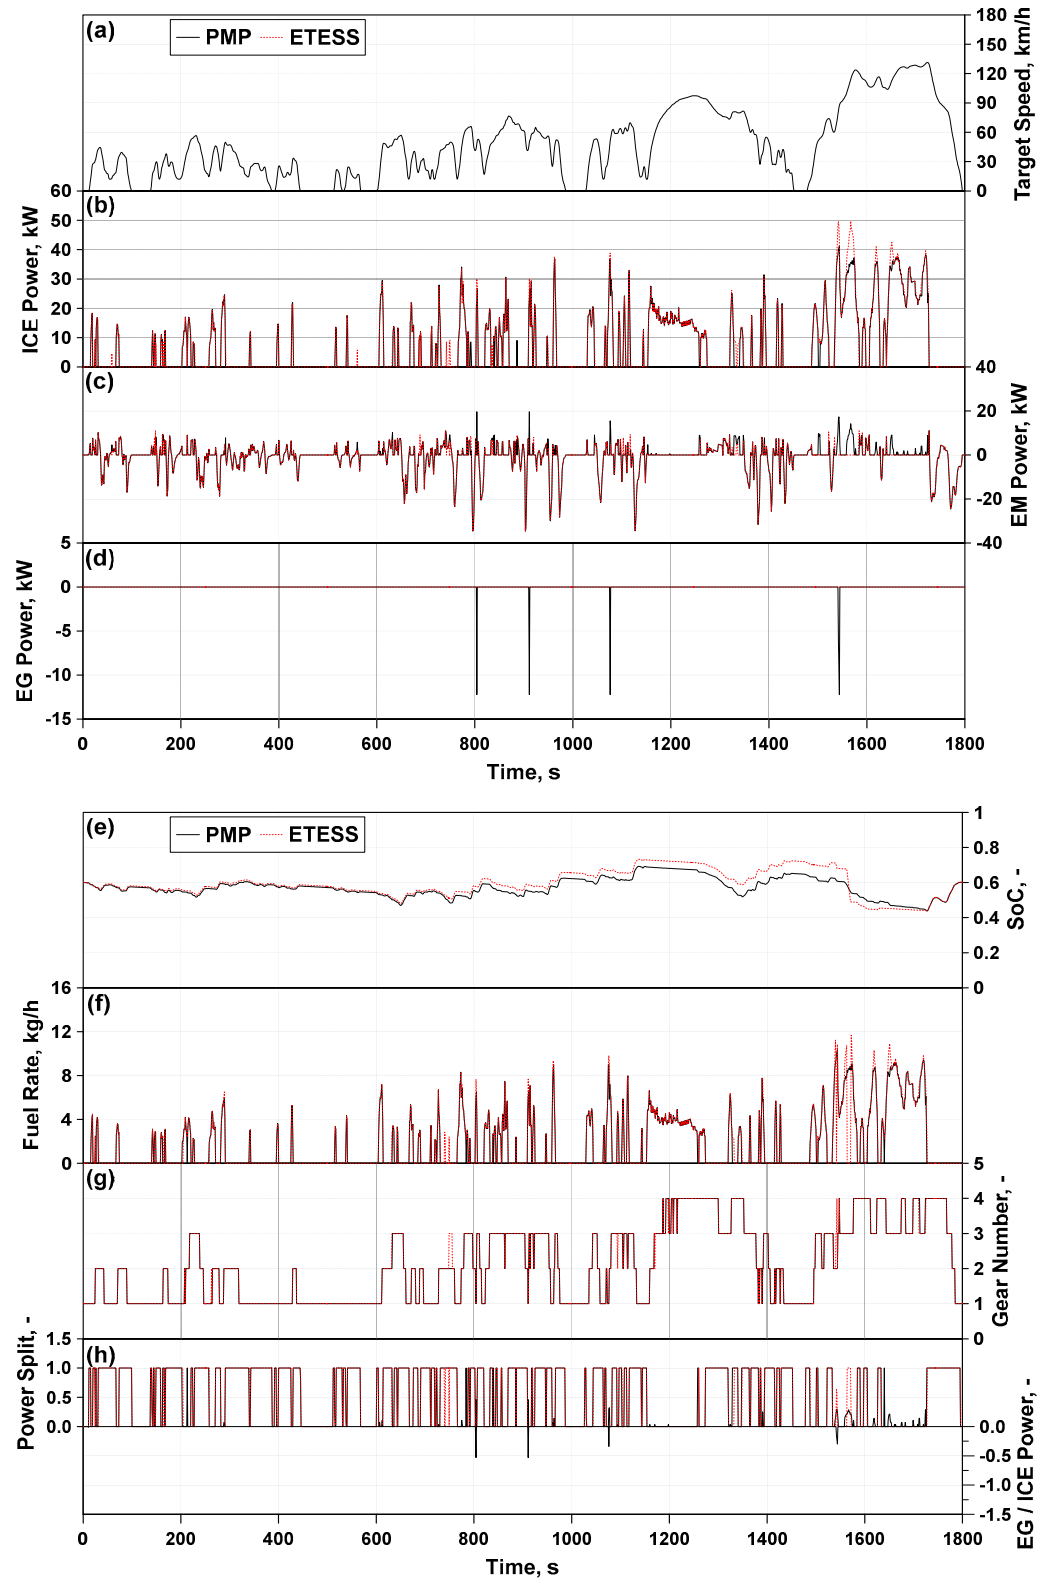 (a)
PMP
ETESS
180
150
120
90
60
30
0
Target Speed, km/h
(b)
60
50
40
30
20
10
0
ICE Power, kW
(c)
40
20
0
-20
-40
EM Power, kW
(d)
5
0
-5
-10
-15
EG Power, kW
0 200 400 600 800 1000 1200 1400 1600 1800
Time, s
(e)
PMP
ETESS
1
0.8
0.6
0.4
0.2
0
SoC, -
(f)
16
12
8
4
0
Fuel Rate, kg/h
(g)
5
4
3
2
1
0
Gear Number, -
(h)
1.5
1.0
0.5
0.0
Power Split, -
0.0
-0.5
-1.0
-1.5
EG / ICE Power, -
0 200 400 600 800 1000 1200 1400 1600 1800
Time, s